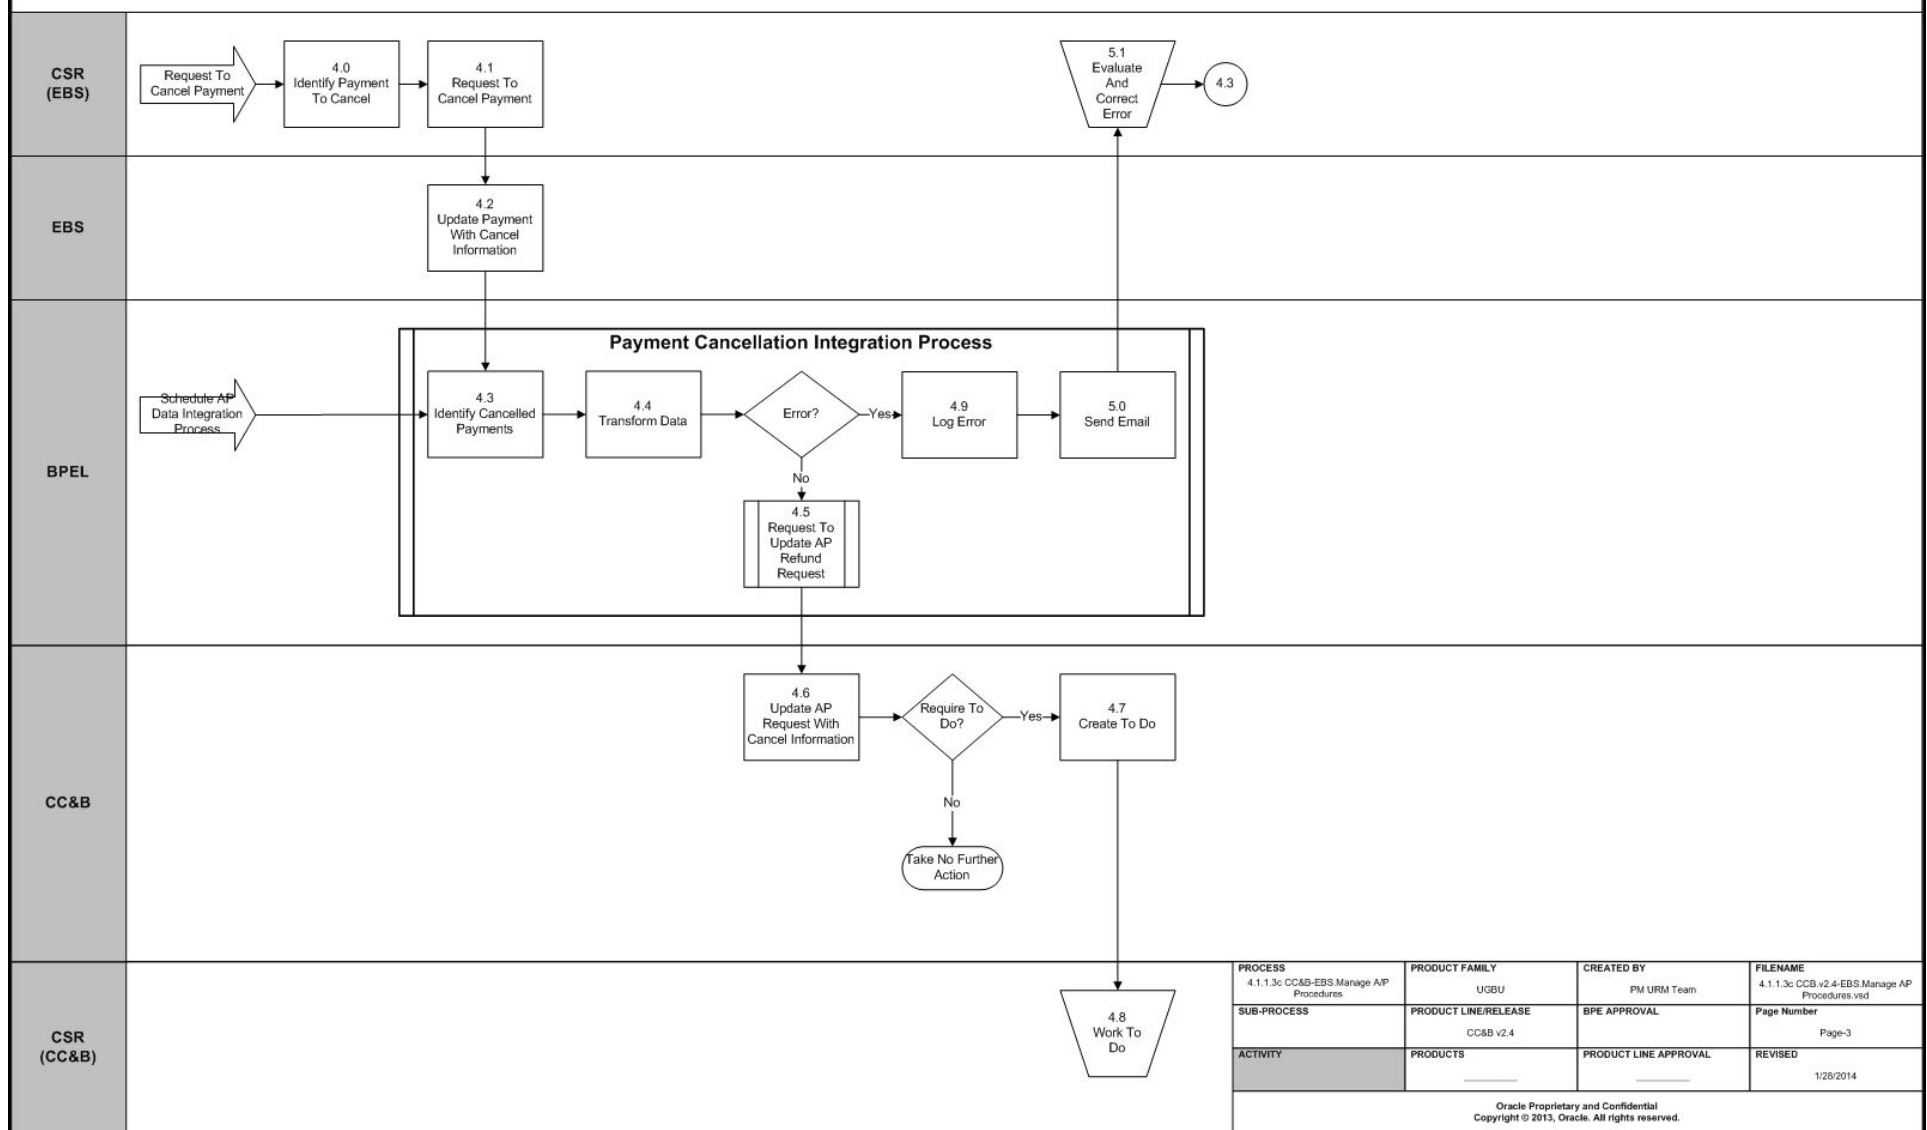 CSR
(EBS)
Request To
Cancel Payment
4.0
Identify Payment
To Cancel
4.1
Request To
Cancel Payment
5.1
Evaluate
And
Correct
Error
4.3
EBS
4.2
Update Payment
With Cancel
Information
BPEL
Payment Cancellation Integration Process
Schedule AP
Data Integration
Process
4.3
Identify Cancelled
Payments
4.4
Transform Data
Error?
Yes
4.9
Log Error
5.0
Send Email
No
4.5
Request To
Update AP
Refund
Request
CC&B
4.6
Update AP
Request With
Cancel Information
Require To
Do?
Yes
4.7
Create To Do
No
Take No Further
Action
CSR
(CC&B)
4.8
Work To
Do
PROCESS
4.1.1.3c CC&B-EBS.Manage A/P
Procedures
PRODUCT FAMILY
UGBU
CREATED BY
PM URM Team
FILENAME
4.1.1.3c CCB.v2.4-EBS.Manage AP
Procedures.vsd
SUB-PROCESS
PRODUCT LINE/RELEASE
CC&B v2.4
BPE APPROVAL
Page Number
Page-3
ACTIVITY
PRODUCTS
PRODUCT LINE APPROVAL
REVISED
1/28/2014
Oracle Proprietary and Confidential
Copyright © 2013, Oracle. All rights reserved.